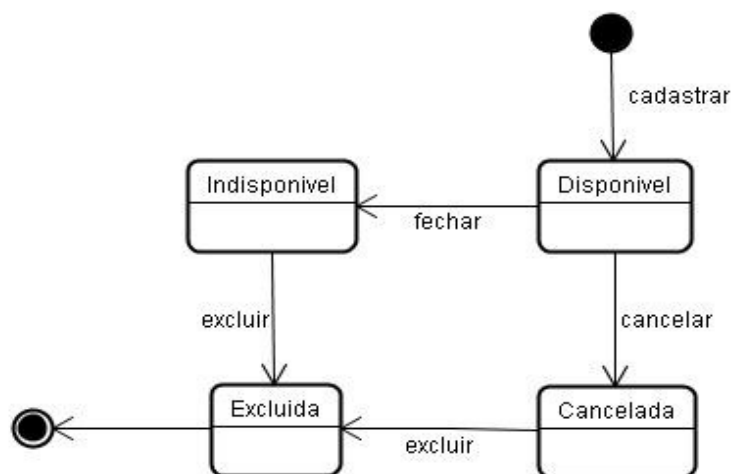 cadastrar
Indisponivel
Disponivel
fechar
excluir
cancelar
Excluida
Cancelada
excluir